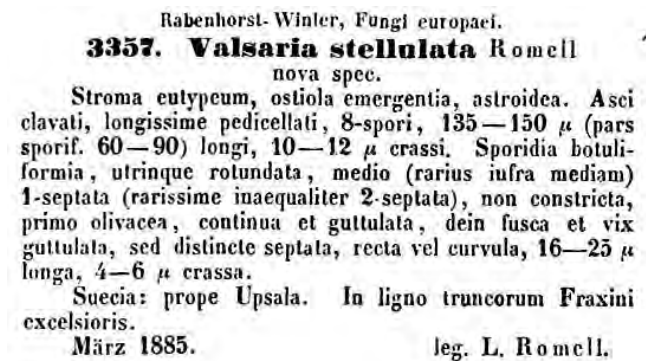 Rabenhorst-Winter, Fungi europaei.
3357. Valsaria stellulata Romell
nova spec.
Stroma eutypeum, ostiola emergentia, astroidea. Asci
clavati, longissime pedicellati, 8-spori, 135—150 μ (pars
sporif. 60—90) longi, 10—12 μ crassi. Sporidia botuli-
formia, utrinque rotundata, medio (rarius infra mediam)
1-septata (rarissime inaequaliter 2-septata), non constricta,
primo olivacea, continua et guttulata, dein fusca et vix
guttulata, sed distincte septata, recta vel curvula, 16—25 μ
longa, 4—6 μ crassa.
Suecia: prope Upsala. In ligno truncorum Fraxini
excelsioris.
März 1885. leg. L. Romell.